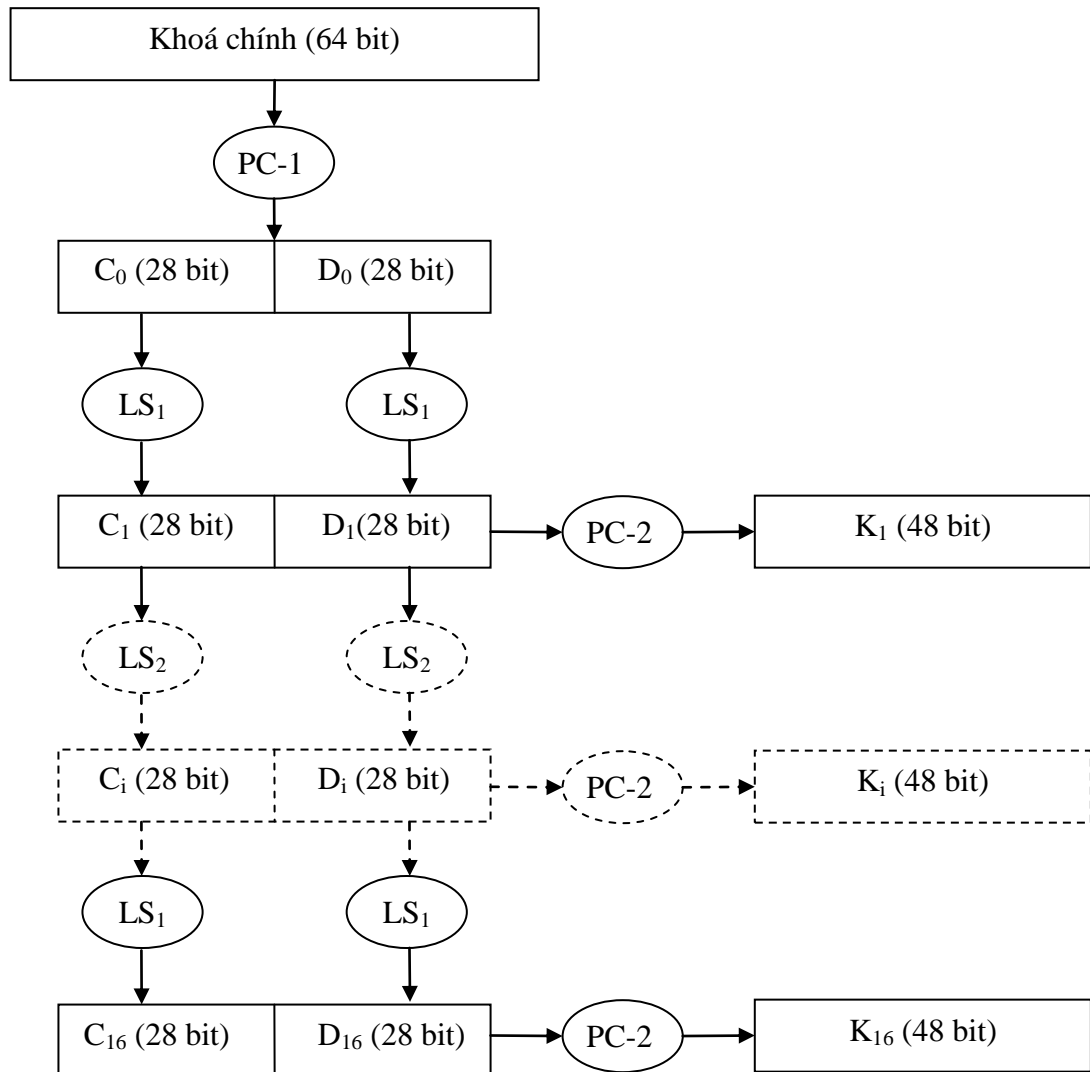 Khoá chính (64 bit)
PC-1
C₀ (28 bit) D₀ (28 bit)
LS₁ LS₁
C₁ (28 bit) D₁(28 bit) PC-2 K₁ (48 bit)
LS₂ LS₂
Cᵢ (28 bit) Dᵢ (28 bit) PC-2 Kᵢ (48 bit)
LS₁ LS₁
C₁₆ (28 bit) D₁₆ (28 bit) PC-2 K₁₆ (48 bit)